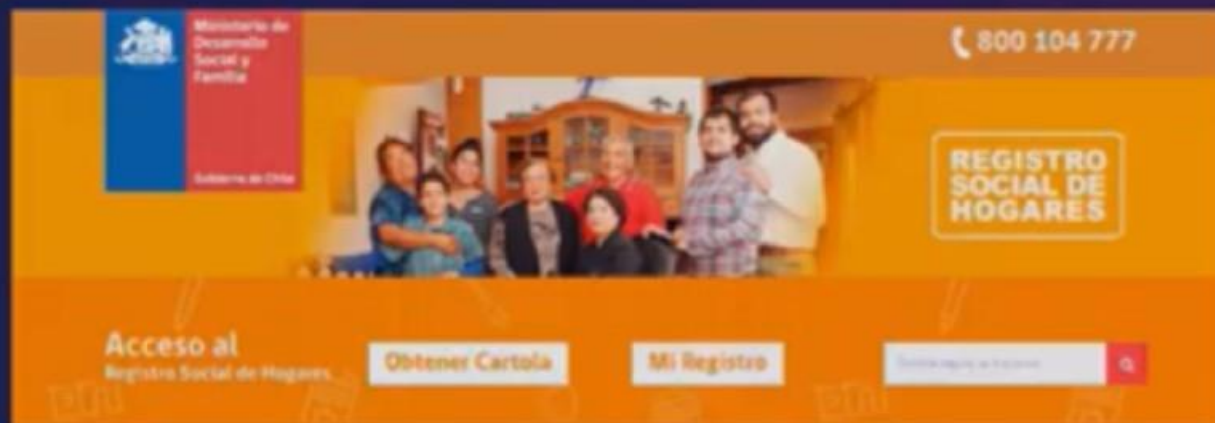 Ministerio de
Desarrollo
Social y
Familia
Gobierno de Chile
800 104 777
REGISTRO
SOCIAL DE
HOGARES
Acceso al
Registro Social de Hogares
Obtener Cartola
Mi Registro